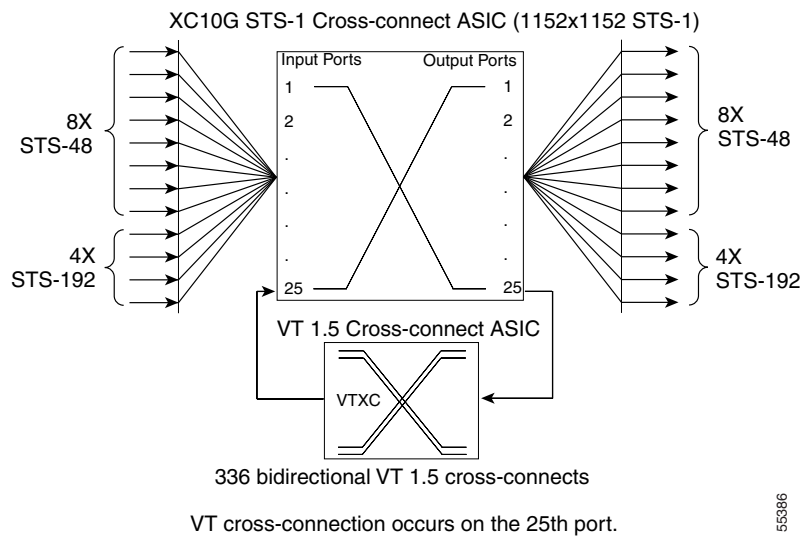 XC10G STS-1 Cross-connect ASIC (1152x1152 STS-1)
Input Ports
Output Ports
1
1
2
2
.
.
.
.
.
.
.
.
25
25
8X
STS-48
8X
STS-48
4X
STS-192
4X
STS-192
VT 1.5 Cross-connect ASIC
VTXC
336 bidirectional VT 1.5 cross-connects
VT cross-connection occurs on the 25th port.
55386